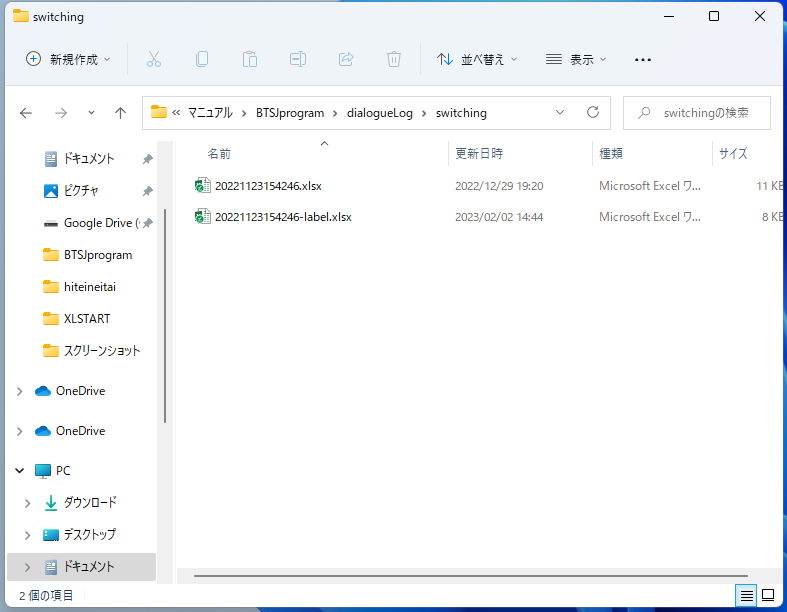 switching
新規作成
並べ替え
表示
« マニュアル › BTSJprogram › dialogueLog › switching
switchingの検索
名前 更新日時 種類 サイズ
20221123154246.xlsx 2022/12/29 19:20 Microsoft Excel ワ... 11 KB
20221123154246-label.xlsx 2023/02/02 14:44 Microsoft Excel ワ... 8 KB
ドキュメント
ピクチャ
Google Drive (
BTSJprogram
hiteineitai
XLSTART
スクリーンショット
OneDrive
OneDrive
PC
ダウンロード
デスクトップ
ドキュメント
2 個の項目